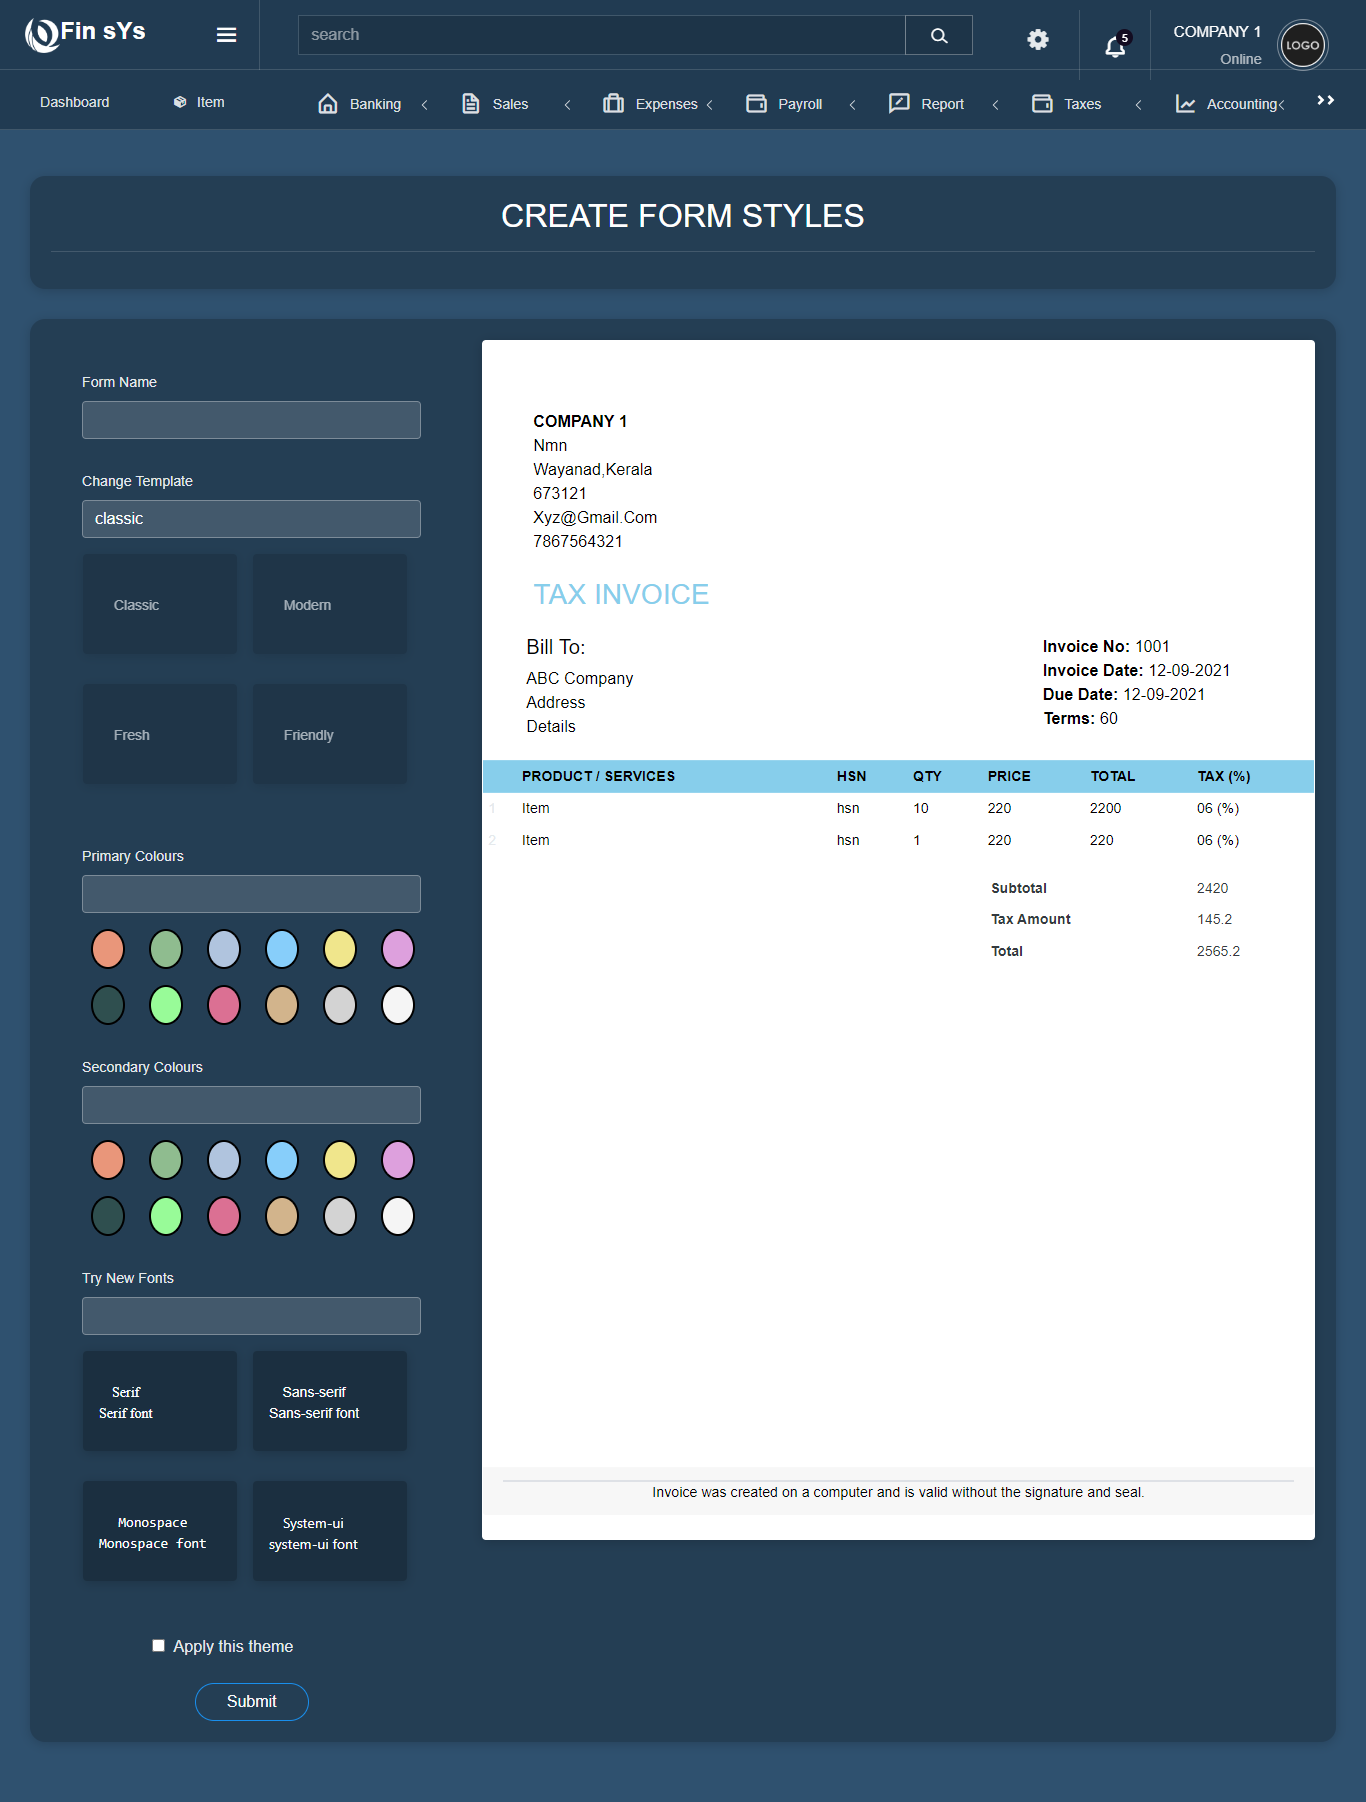 Fin sYs
search
5
COMPANY 1
Online
LOGO
Dashboard
Item
Banking
Sales
Expenses
Payroll
Report
Taxes
Accounting
CREATE FORM STYLES
Form Name
Change Template
classic
Classic
Modern
Fresh
Friendly
Primary Colours
Secondary Colours
Try New Fonts
Serif
Serif font
Sans-serif
Sans-serif font
Monospace
Monospace font
System-ui
system-ui font
Apply this theme
Submit
COMPANY 1
Nmn
Wayanad,Kerala
673121
Xyz@Gmail.Com
7867564321
TAX INVOICE
Bill To:
ABC Company
Address
Details
Invoice No: 1001
Invoice Date: 12-09-2021
Due Date: 12-09-2021
Terms: 60
PRODUCT / SERVICES HSN QTY PRICE TOTAL TAX (%)
1 Item hsn 10 220 2200 06 (%)
2 Item hsn 1 220 220 06 (%)
Subtotal 2420
Tax Amount 145.2
Total 2565.2
Invoice was created on a computer and is valid without the signature and seal.